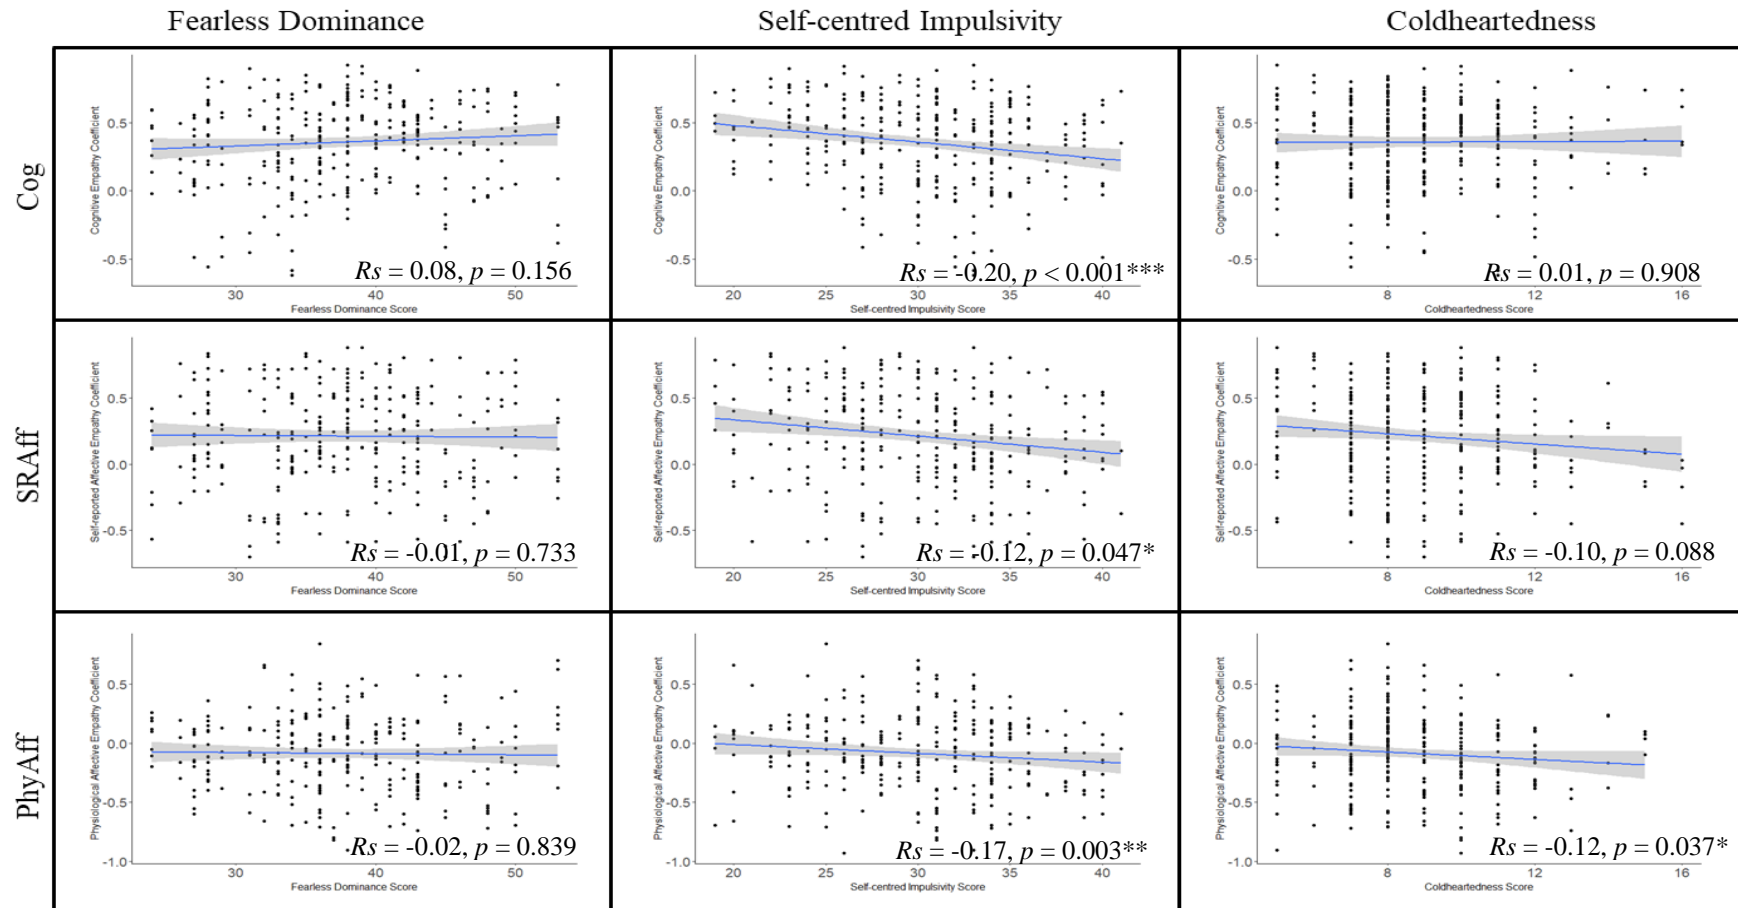 Fearless Dominance
Self-centred Impulsivity
Coldheartedness
Cog
Cognitive Empathy Coefficient
0.5
0.0
-0.5
Rs = 0.08, p = 0.156
30
40
50
Fearless Dominance Score
Cognitive Empathy Coefficient
0.5
0.0
-0.5
Rs = -0.20, p < 0.001***
20
25
30
35
40
Self-centred Impulsivity Score
Cognitive Empathy Coefficient
0.5
0.0
-0.5
Rs = 0.01, p = 0.908
8
12
16
Coldheartedness Score
SRAff
Self-reported Affective Empathy Coefficient
0.5
0.0
-0.5
Rs = -0.01, p = 0.733
30
40
50
Fearless Dominance Score
Self-reported Affective Empathy Coefficient
0.5
0.0
-0.5
Rs = -0.12, p = 0.047*
20
25
30
35
40
Self-centred Impulsivity Score
Self-reported Affective Empathy Coefficient
0.5
0.0
-0.5
Rs = -0.10, p = 0.088
8
12
16
Coldheartedness Score
PhyAff
Physiological Affective Empathy Coefficient
0.5
0.0
-0.5
-1.0
Rs = -0.02, p = 0.839
30
40
50
Fearless Dominance Score
Physiological Affective Empathy Coefficient
0.5
0.0
-0.5
-1.0
Rs = -0.17, p = 0.003**
20
25
30
35
40
Self-centred Impulsivity Score
Physiological Affective Empathy Coefficient
0.5
0.0
-0.5
-1.0
Rs = -0.12, p = 0.037*
8
12
16
Coldheartedness Score